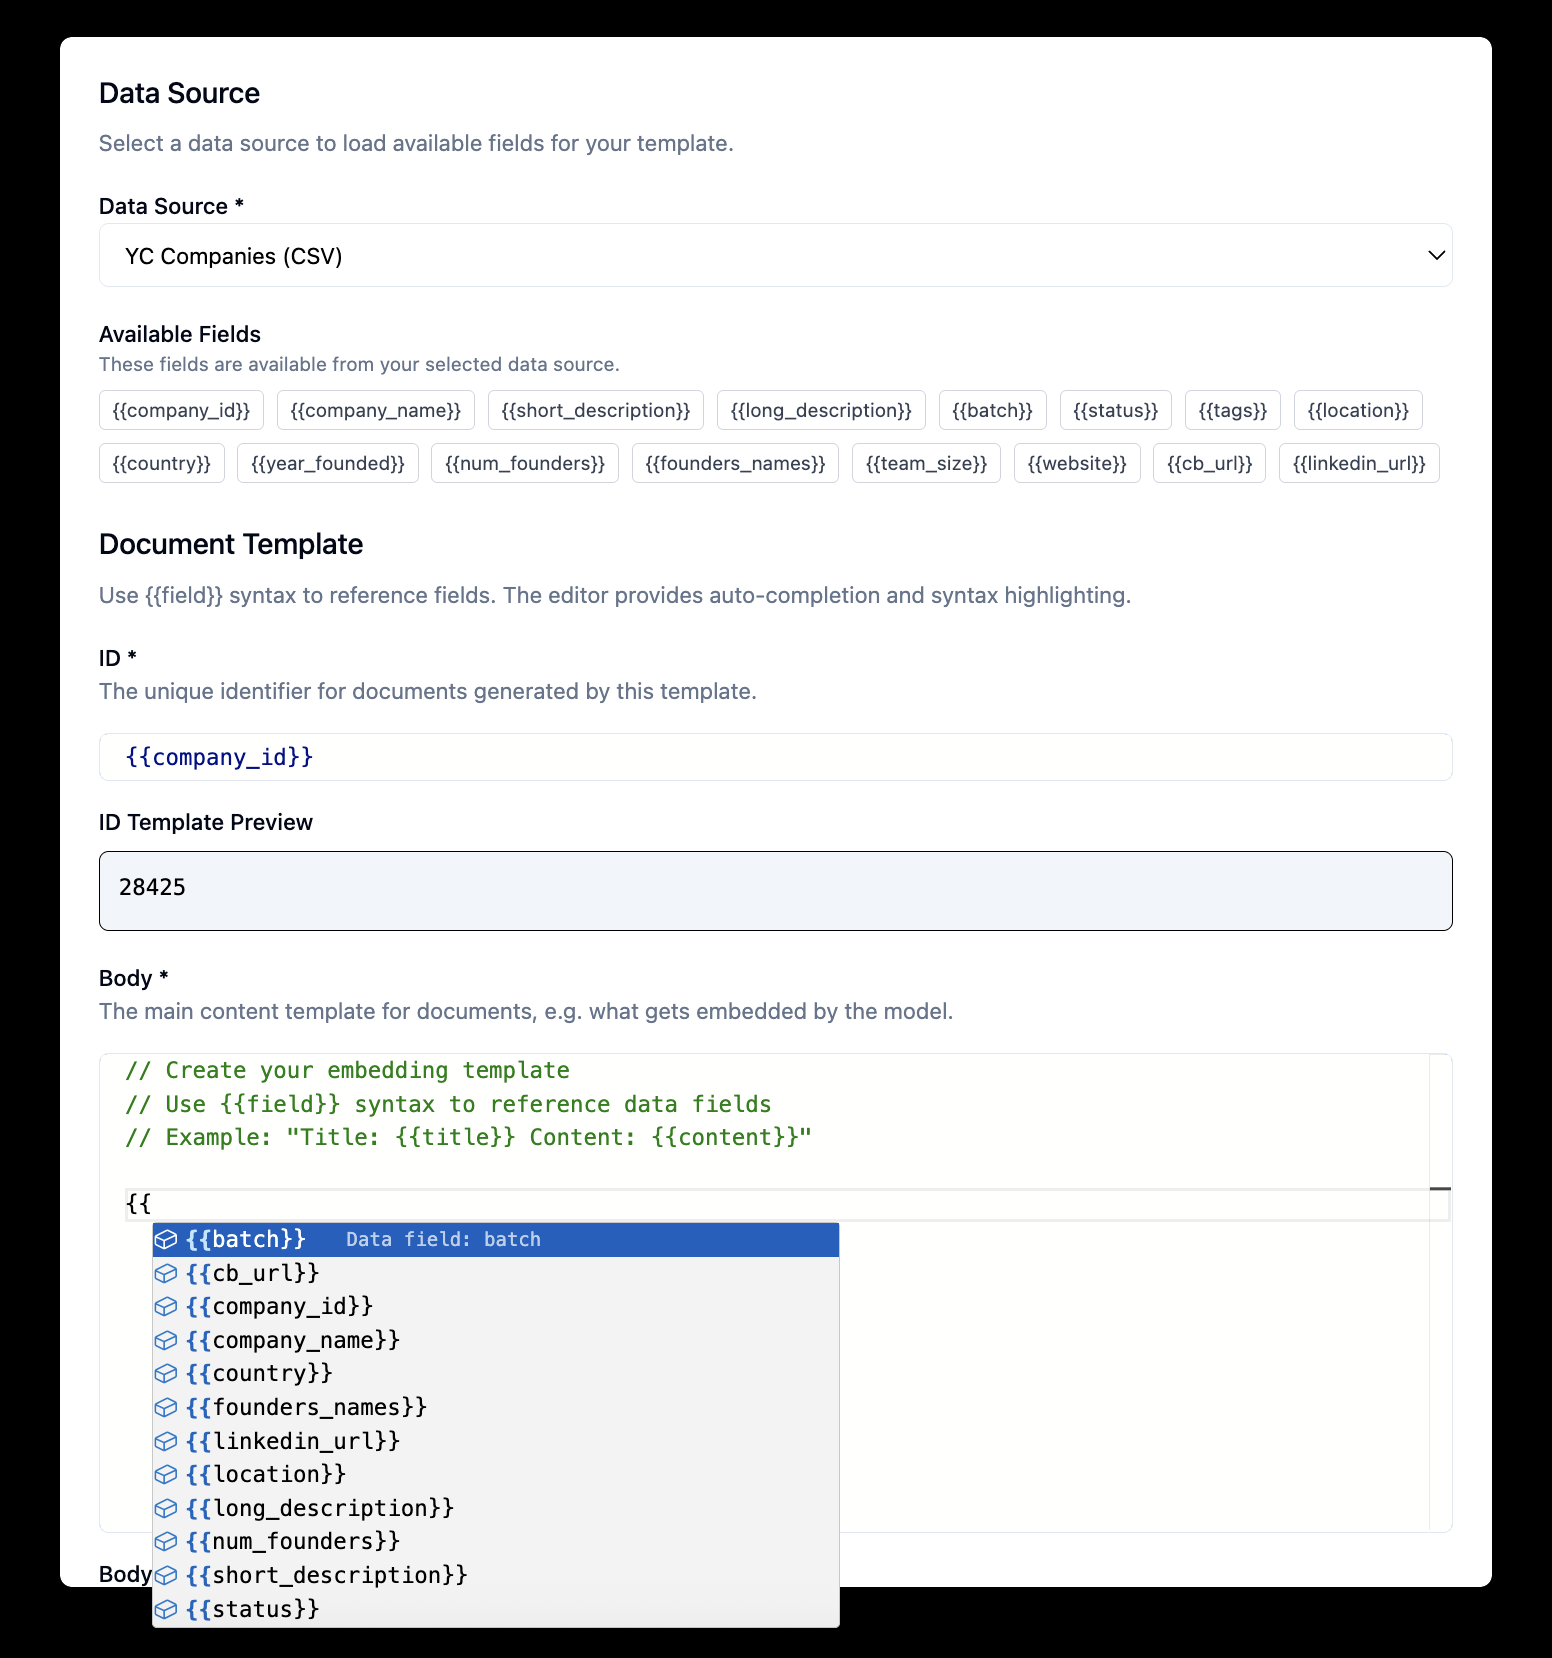 Data Source
Select a data source to load available fields for your template.
Data Source *
YC Companies (CSV)
Available Fields
These fields are available from your selected data source.
{{company_id}} {{company_name}} {{short_description}} {{long_description}} {{batch}} {{status}} {{tags}} {{location}}
{{country}} {{year_founded}} {{num_founders}} {{founders_names}} {{team_size}} {{website}} {{cb_url}} {{linkedin_url}}
Document Template
Use {{field}} syntax to reference fields. The editor provides auto-completion and syntax highlighting.
ID *
The unique identifier for documents generated by this template.
{{company_id}}
ID Template Preview
28425
Body *
The main content template for documents, e.g. what gets embedded by the model.
// Create your embedding template
// Use {{field}} syntax to reference data fields
// Example: "Title: {{title}} Content: {{content}}"
{{
{{batch}} Data field: batch
{{cb_url}}
{{company_id}}
{{company_name}}
{{country}}
{{founders_names}}
{{linkedin_url}}
{{location}}
{{long_description}}
{{num_founders}}
Body {{short_description}}
{{status}}